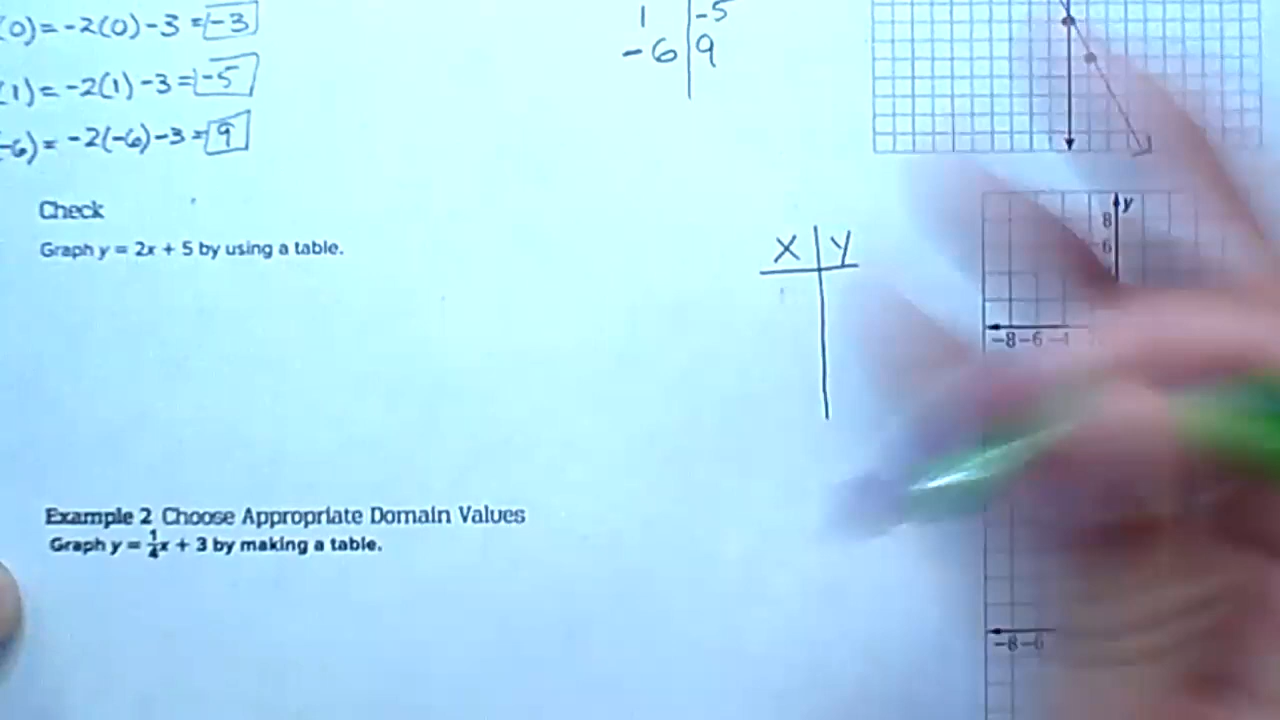 (0) = -2(0) - 3 = -3
(1) = -2(1) - 3 = -5
-6) = -2(-6) - 3 = 9
1 -5
-6 9
Check
Graph y = 2x + 5 by using a table.
X Y
y
8
6
-8 -6 -4
Example 2 Choose Appropriate Domain Values
Graph y = 1/4x + 3 by making a table.
-8 -6